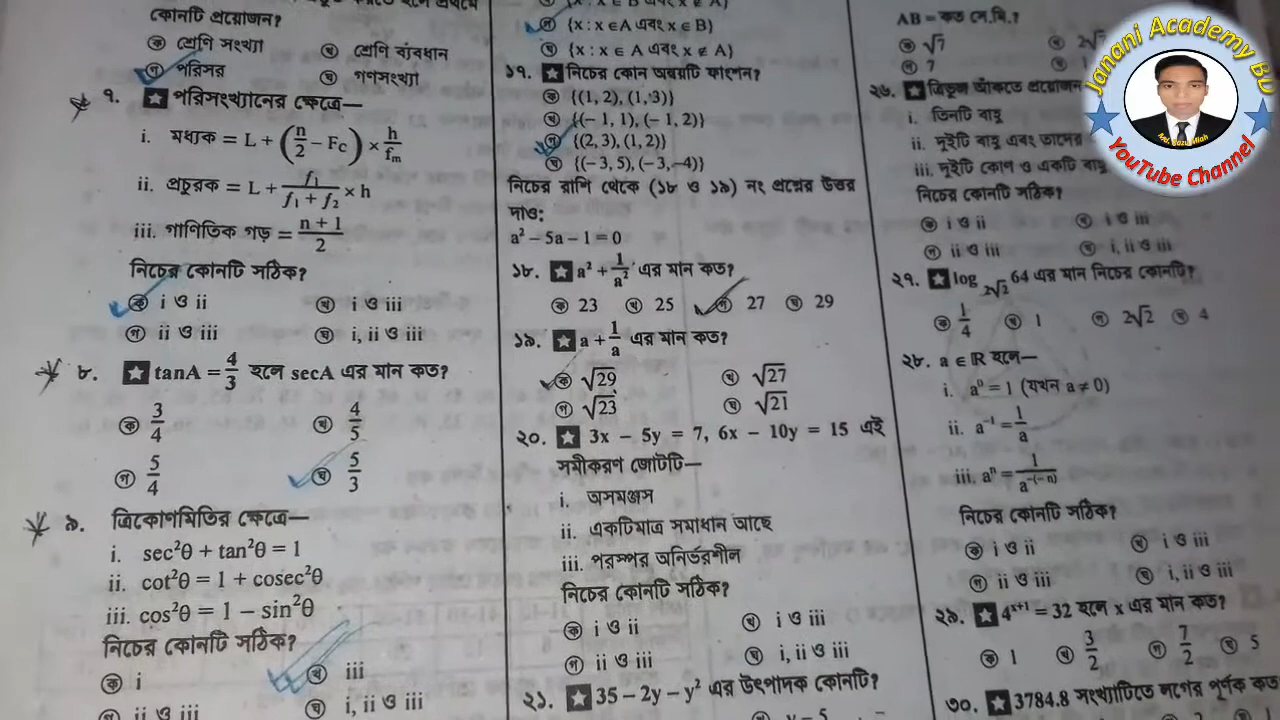 কোনটি প্রয়োজন?
ক শ্রেণি সংখ্যা খ শ্রেণি ব্যবধান
গ পরিসর ঘ গণসংখ্যা
৭. ★ পরিসংখ্যানের ক্ষেত্রে—
i. মধ্যক = L + (n/2 − Fc) × h/fm
ii. প্রচুরক = L + f₁/(f₁ + f₂) × h
iii. গাণিতিক গড় = (n + 1)/2
নিচের কোনটি সঠিক?
ক i ও ii খ i ও iii
গ ii ও iii ঘ i, ii ও iii
৮. ★ tanA = 4/3 হলে secA এর মান কত?
ক 3/4 খ 4/5
গ 5/4 ঘ 5/3
৯. ত্রিকোণমিতির ক্ষেত্রে—
i. sec²θ + tan²θ = 1
ii. cot²θ = 1 + cosec²θ
iii. cos²θ = 1 − sin²θ
নিচের কোনটি সঠিক?
ক i খ iii
গ ii ও iii ঘ i, ii ও iii
গ {x : x ∈ A এবং x ∈ B}
ঘ {x : x ∈ A এবং x ∉ A}
১৭. ★ নিচের কোন অন্বয়টি ফাংশন?
ক {(1, 2), (1, 3)}
খ {(− 1, 1), (− 1, 2)}
গ {(2, 3), (1, 2)}
ঘ {(−3, 5), (−3, −4)}
নিচের রাশি থেকে (১৮ ও ১৯) নং প্রশ্নের উত্তর
দাও:
a² − 5a − 1 = 0
১৮. ★ a² + 1/a² এর মান কত?
ক 23 খ 25 গ 27 ঘ 29
১৯. ★ a + 1/a এর মান কত?
ক √29 খ √27
গ √23 ঘ √21
২০. ★ 3x − 5y = 7, 6x − 10y = 15 এই
সমীকরণ জোটটি—
i. অসমঞ্জস
ii. একটিমাত্র সমাধান আছে
iii. পরস্পর অনির্ভরশীল
নিচের কোনটি সঠিক?
ক i ও ii খ i ও iii
গ ii ও iii ঘ i, ii ও iii
২১. ★ 35 − 2y − y² এর উৎপাদক কোনটি?
AB = কত সে.মি.?
ক √7
গ 7
২৬. ★ ত্রিভুজ আঁকতে প্রয়োজন
i. তিনটি বাহু
ii. দুইটি বাহু এবং তাদের
iii. দুইটি কোণ ও একটি বাহু
নিচের কোনটি সঠিক?
ক i ও ii খ i ও iii
গ ii ও iii ঘ i, ii ও iii
২৭. ★ log₂√₂ 64 এর মান নিচের কোনটি?
ক 1/4 খ 1 গ 2√2 ঘ 4
২৮. a ∈ ℝ হলে—
i. a⁰ = 1 (যখন a ≠ 0)
ii. a⁻¹ = 1/a
iii. aⁿ = 1/a⁻⁽⁻ⁿ⁾
নিচের কোনটি সঠিক?
ক i ও ii খ i ও iii
গ ii ও iii ঘ i, ii ও iii
২৯. ★ 4ˣ⁺¹ = 32 হলে x এর মান কত?
ক 1 খ 3/2 গ 7/2 ঘ 5
৩০. ★ 3784.8 সংখ্যাটিতে লগের পূর্ণক কত
Janani Academy BD
YouTube Channel